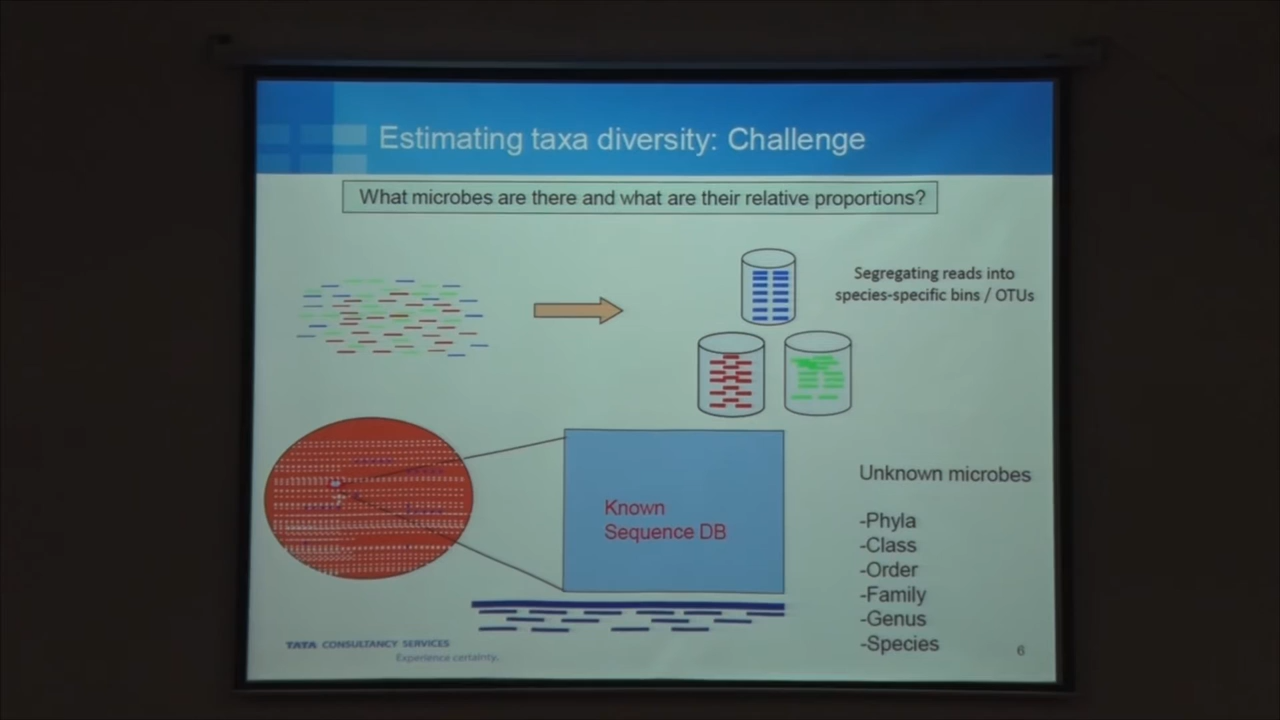 Estimating taxa diversity: Challenge
What microbes are there and what are their relative proportions?
Segregating reads into
species-specific bins / OTUs
Known
Sequence DB
Unknown microbes
-Phyla
-Class
-Order
-Family
-Genus
-Species
TATA CONSULTANCY SERVICES
Experience certainty.
6